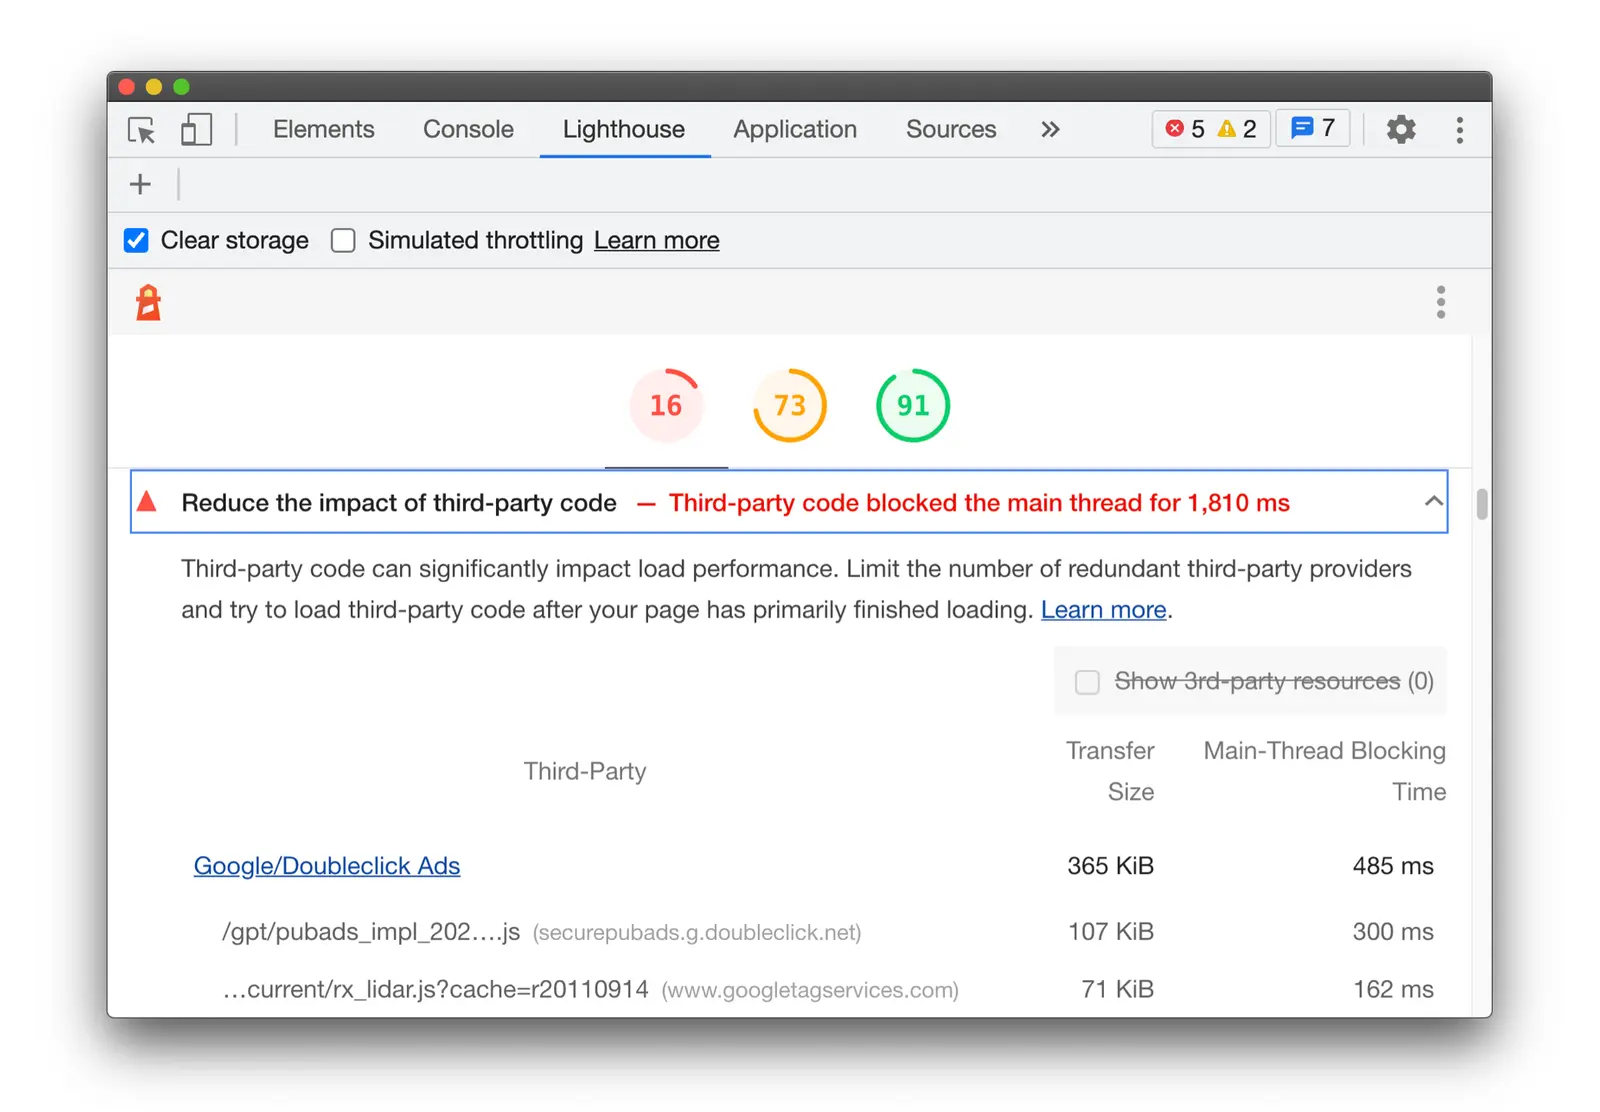 Elements Console Lighthouse Application Sources » 5 2 7
+
Clear storage Simulated throttling Learn more
16 73 91
Reduce the impact of third-party code — Third-party code blocked the main thread for 1,810 ms
Third-party code can significantly impact load performance. Limit the number of redundant third-party providers
and try to load third-party code after your page has primarily finished loading. Learn more.
Show 3rd-party resources (0)
Third-Party
Transfer
Size
Main-Thread Blocking
Time
Google/Doubleclick Ads 365 KiB 485 ms
/gpt/pubads_impl_202....js (securepubads.g.doubleclick.net) 107 KiB 300 ms
…current/rx_lidar.js?cache=r20110914 (www.googletagservices.com) 71 KiB 162 ms